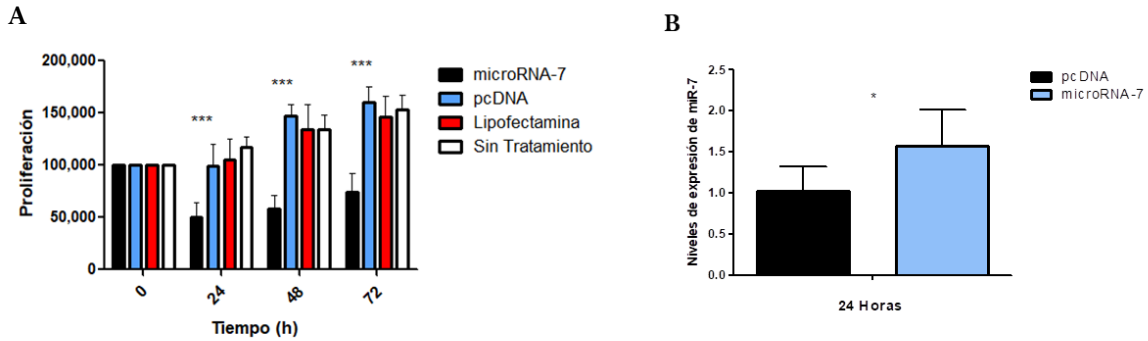 A
200,000
150,000
100,000
50,000
0
Proliferación
***
***
***
0
24
48
72
Tiempo (h)
microRNA-7
pcDNA
Lipofectamina
Sin Tratamiento
B
2.5
2.0
1.5
1.0
0.5
0.0
Niveles de expresión de miR-7
*
24 Horas
pcDNA
microRNA-7